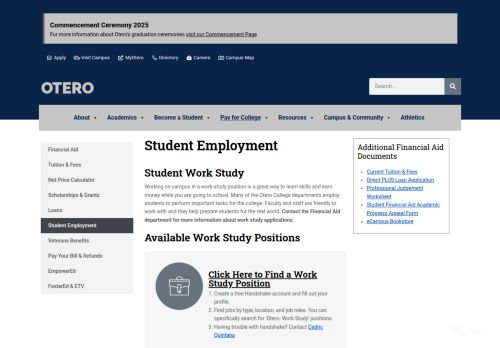 Commencement Ceremony 2025
For more information about Otero's graduation ceremonies visit our Commencement Page
Apply
Visit Campus
MyOtero
Directory
Careers
Campus Map
OTERO
Search...
About
Academics
Become a Student
Pay for College
Resources
Campus & Community
Athletics
Financial Aid
Tuition & Fees
Net Price Calculator
Scholarships & Grants
Loans
Student Employment
Veterans Benefits
Pay Your Bill & Refunds
EmpowerEd
FosterEd & ETV
Student Employment
Student Work Study
Working on campus in a work-study position is a great way to learn skills and earn
money while you are going to school. Many of the Otero College departments employ
students to perform important tasks for the college. Faculty and staff are friendly to
work with and they help prepare students for the real world. Contact the Financial Aid
department for more information about work study applications.
Available Work Study Positions
Click Here to Find a Work
Study Position
1. Create a free Handshake account and fill out your
profile.
2. Find jobs by type, location, and job roles. You can
specifically search for 'Otero- Work Study' positions.
3. Having trouble with handshake? Contact Cedric
Quintana
Additional Financial Aid
Documents
Current Tuition & Fees
Direct PLUS Loan Application
Professional Judgement
Worksheet
Student Financial Aid Academic
Progress Appeal Form
eCampus Bookstore